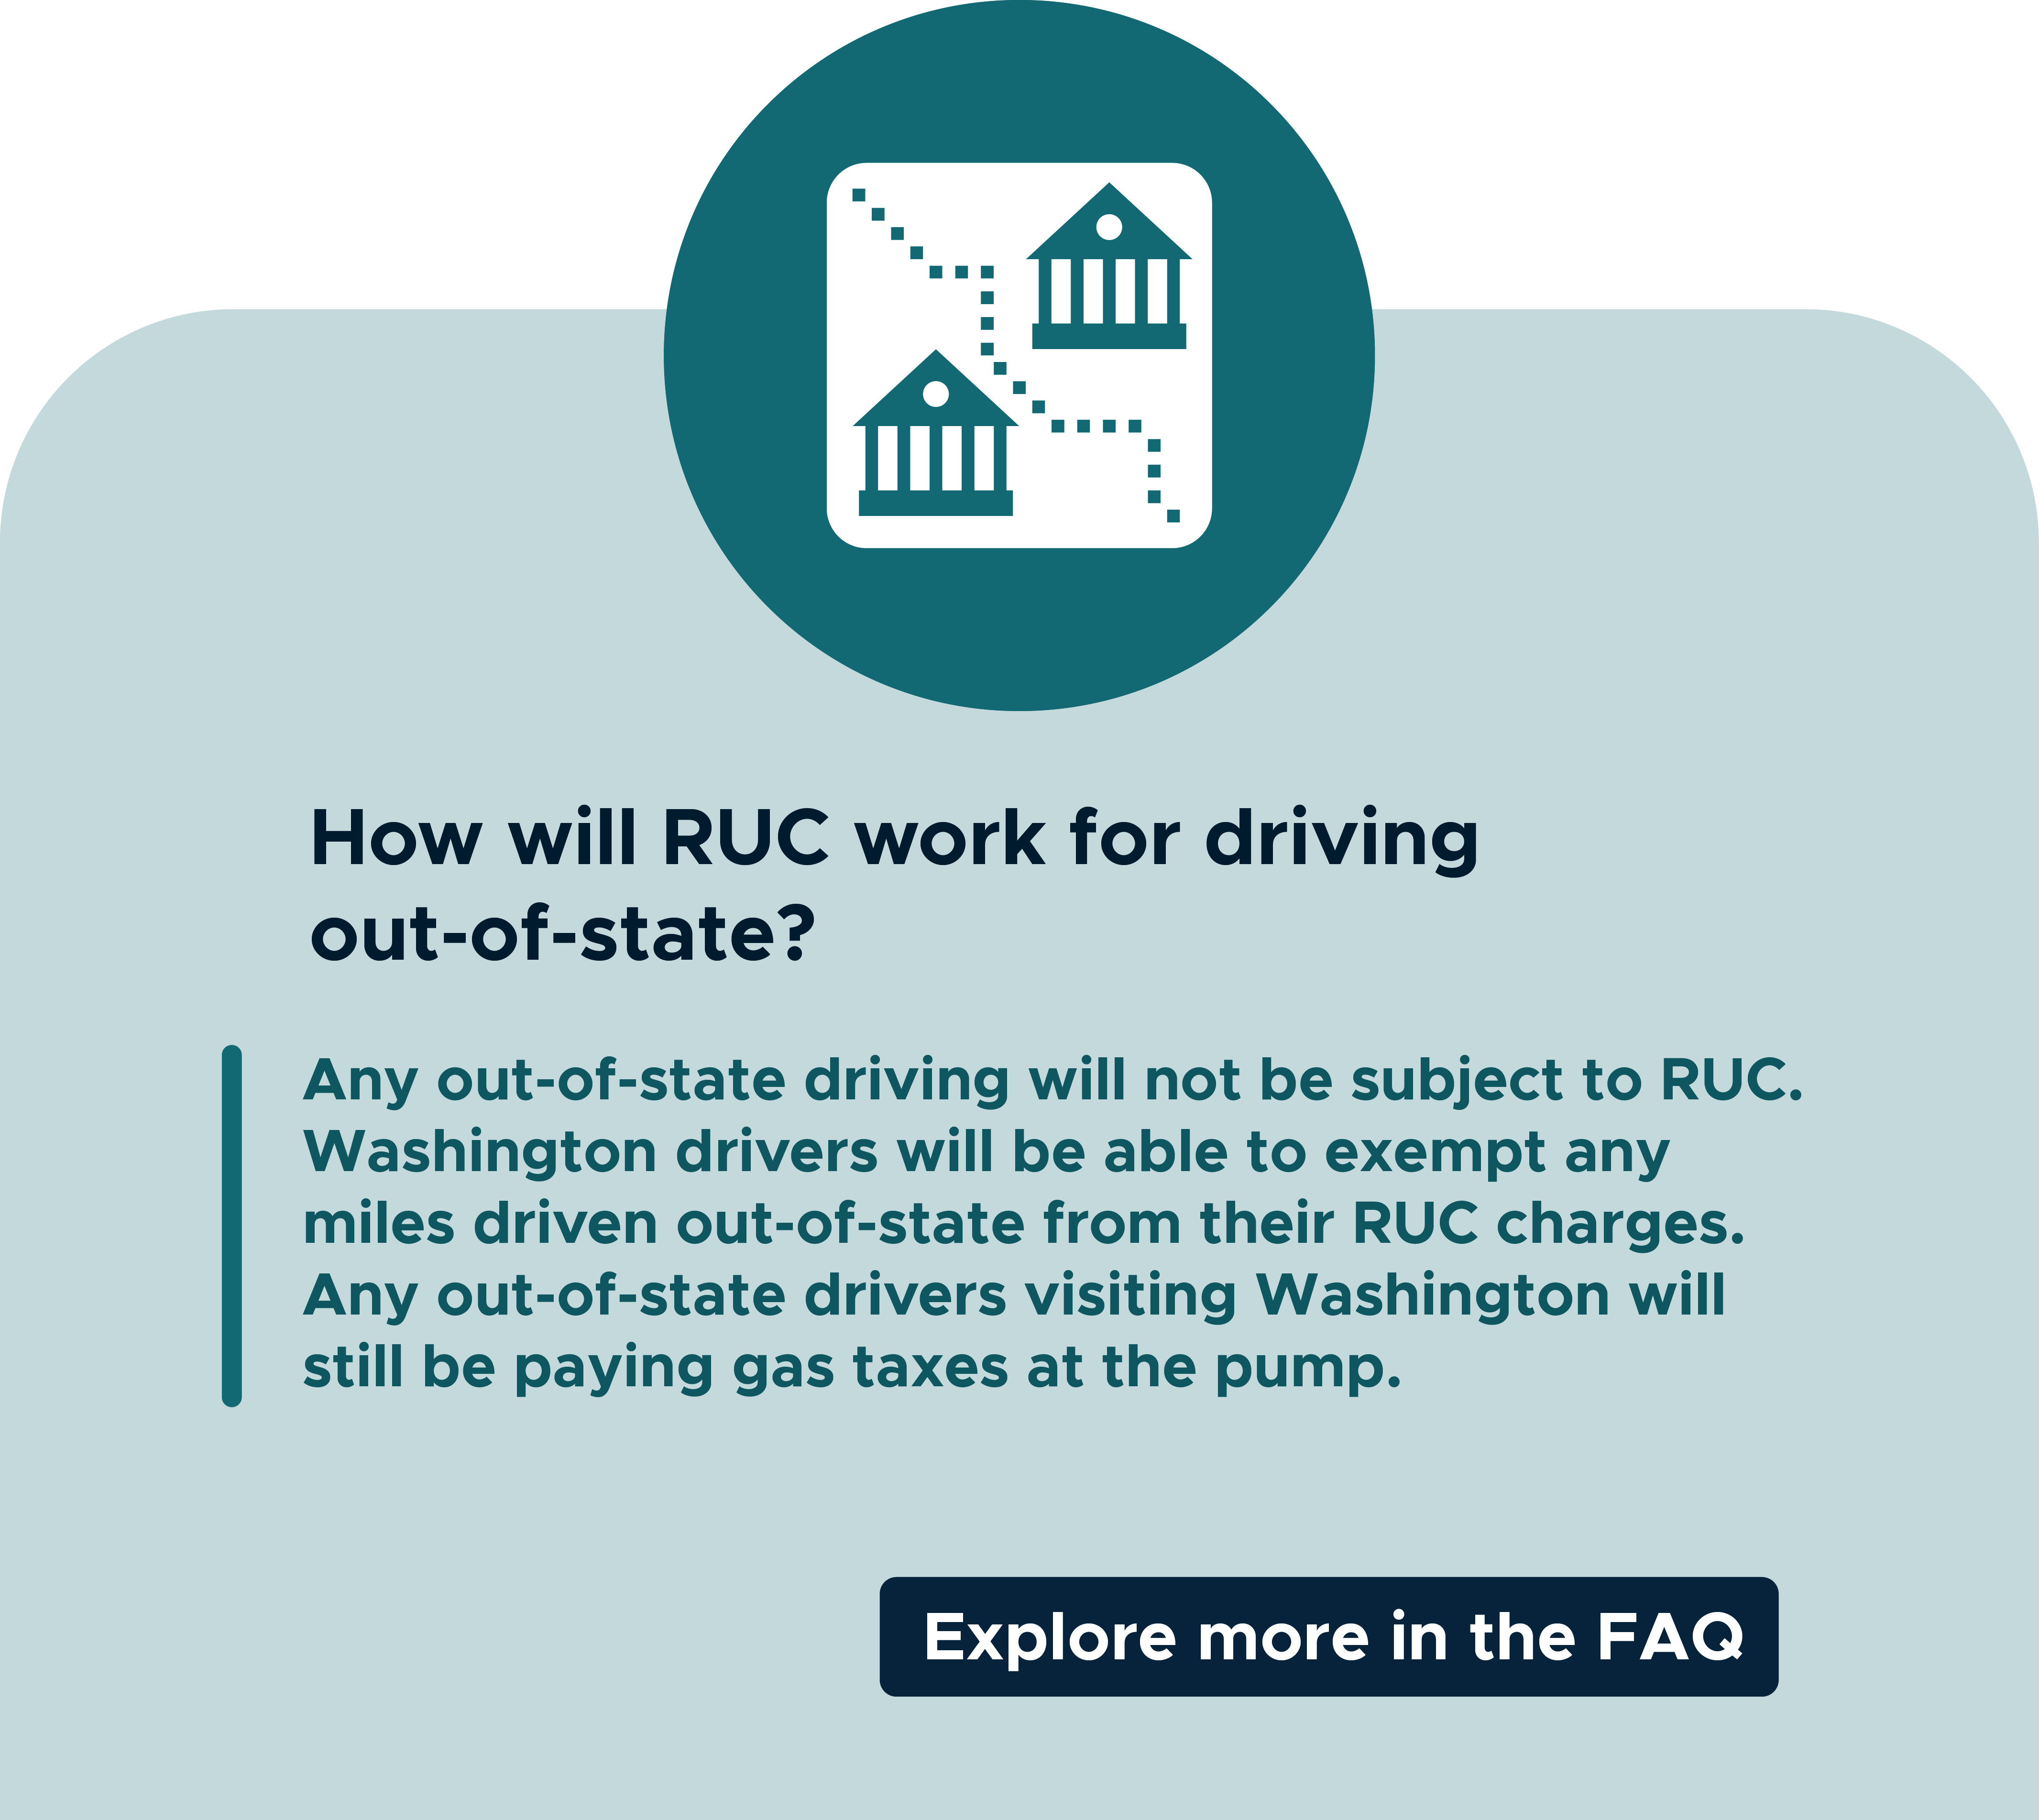 How will RUC work for driving
out-of-state?
Any out-of-state driving will not be subject to RUC.
Washington drivers will be able to exempt any
miles driven out-of-state from their RUC charges.
Any out-of-state drivers visiting Washington will
still be paying gas taxes at the pump.
Explore more in the FAQ